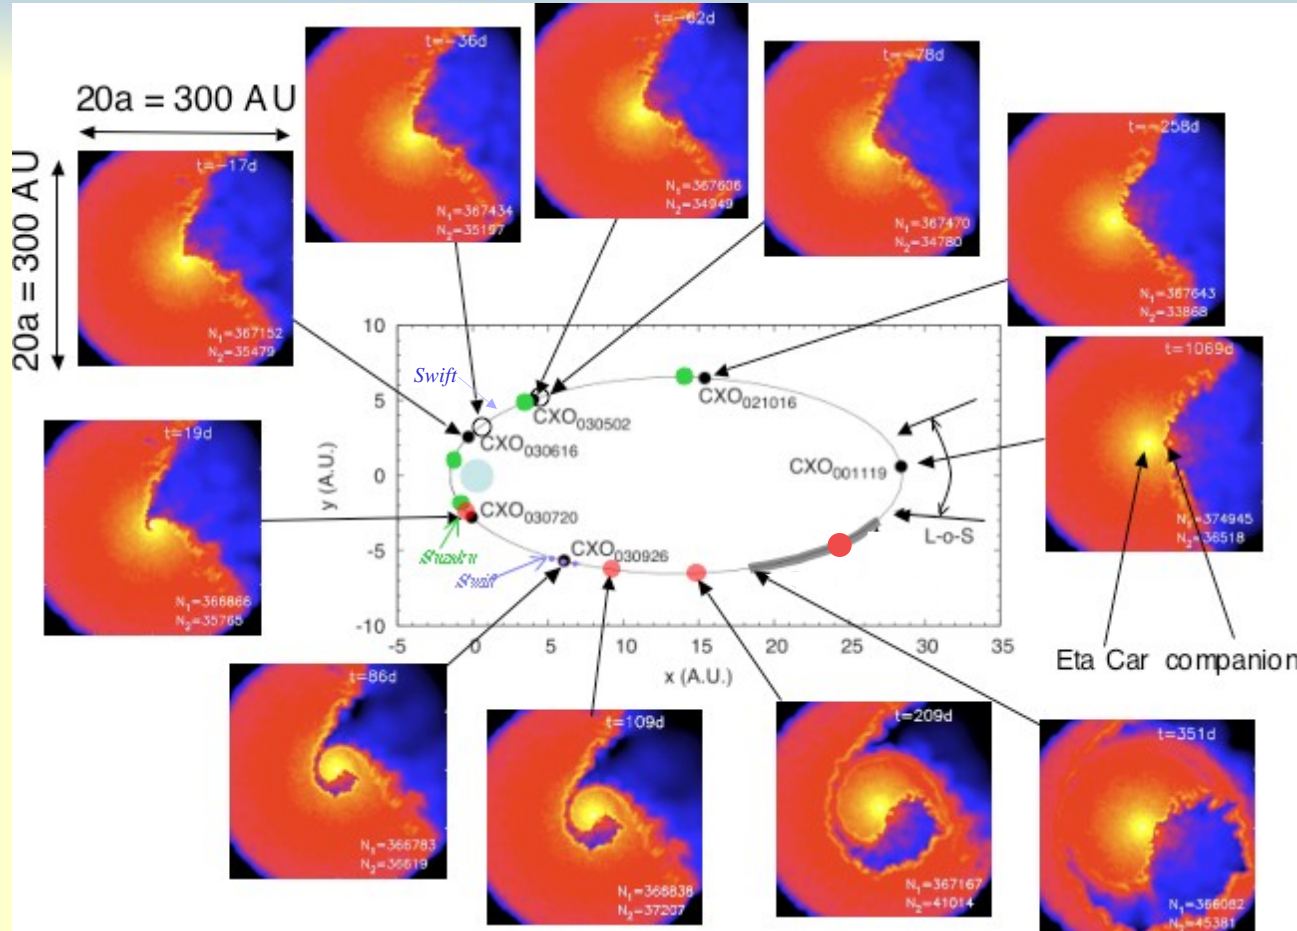 20a = 300 AU
20a = 300 AU
t=-17d
N1=367152
N2=35479
t=-36d
N1=367434
N2=35197
t=-62d
N1=367606
N2=34949
t=-78d
N1=367470
N2=34780
t=-258d
N1=367643
N2=33868
t=1069d
N1=374945
N2=36518
Eta Car companion
t=19d
N1=366866
N2=35765
10
5
0
-5
-10
y (A.U.)
-5
0
5
10
15
20
25
30
35
x (A.U.)
Swift
CXO030502
CXO021016
CXO030616
CXO001119
CXO030720
CXO030926
L-o-S
Suzaku
Swift
t=86d
N1=366783
N2=36619
t=109d
N1=366838
N2=37207
t=209d
N1=367167
N2=41014
t=351d
N1=366082
N2=45381